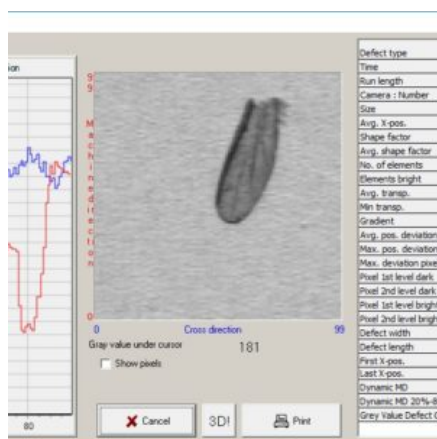 ion
80
99
Machine direction
0
0
Cross direction
99
Gray value under cursor
181
Show pixels
Cancel
3D!
Print
Defect type
Time
Run length
Camera : Number
Size
Avg. X-pos.
Shape factor
Avg. shape factor
No. of elements
Elements bright
Avg. transp.
Min transp.
Gradient
Avg. pos. deviation
Max. pos. deviation
Max. deviation pixe
Pixel 1st level dark
Pixel 2nd level dark
Pixel 1st level brigh
Pixel 2nd level brigh
Defect width
Defect length
First X-pos.
Last X-pos.
Dynamic MD
Dynamic MD 20%-8
Grey Value Defect C